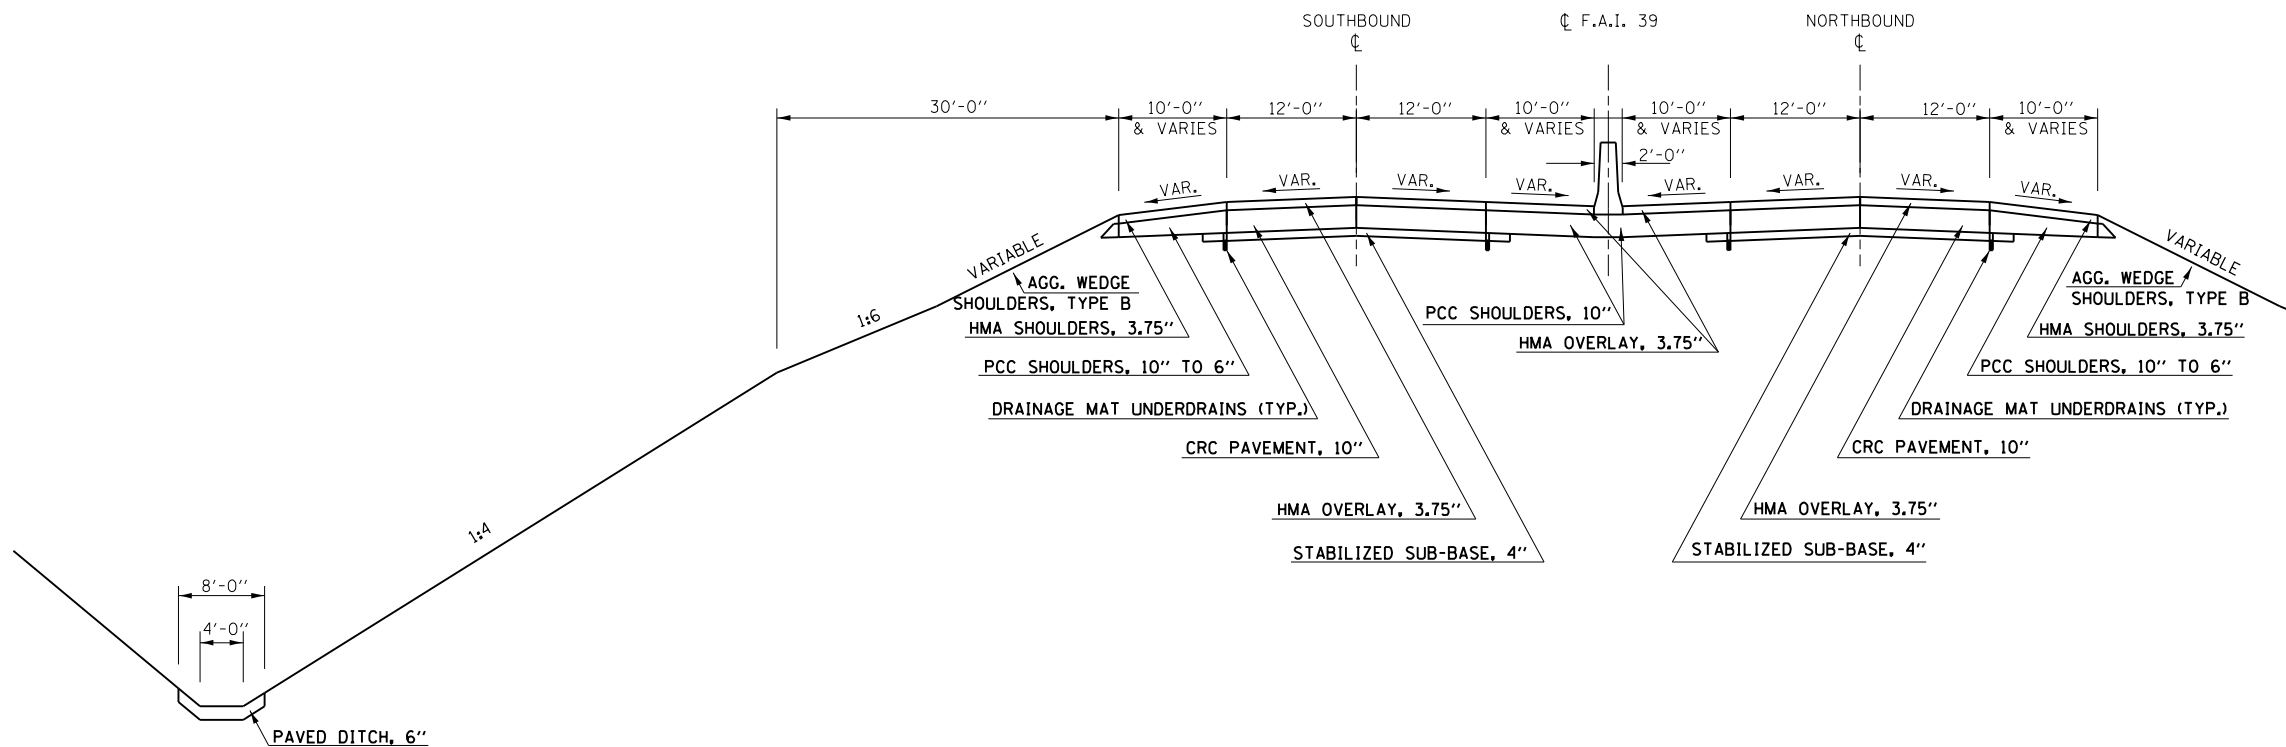 SOUTHBOUND
℄
℄ F.A.I. 39
NORTHBOUND
℄
30'-0"
10'-0"
& VARIES
12'-0"
12'-0"
10'-0"
& VARIES
10'-0"
& VARIES
12'-0"
12'-0"
10'-0"
& VARIES
2'-0"
VAR.
VAR.
VAR.
VAR.
VAR.
VAR.
VAR.
VAR.
VARIABLE
VARIABLE
1:6
1:4
AGG. WEDGE
SHOULDERS, TYPE B
HMA SHOULDERS, 3.75"
PCC SHOULDERS, 10" TO 6"
DRAINAGE MAT UNDERDRAINS (TYP.)
CRC PAVEMENT, 10"
HMA OVERLAY, 3.75"
STABILIZED SUB-BASE, 4"
PCC SHOULDERS, 10"
HMA OVERLAY, 3.75"
AGG. WEDGE
SHOULDERS, TYPE B
HMA SHOULDERS, 3.75"
PCC SHOULDERS, 10" TO 6"
DRAINAGE MAT UNDERDRAINS (TYP.)
CRC PAVEMENT, 10"
HMA OVERLAY, 3.75"
STABILIZED SUB-BASE, 4"
8'-0"
4'-0"
PAVED DITCH, 6"